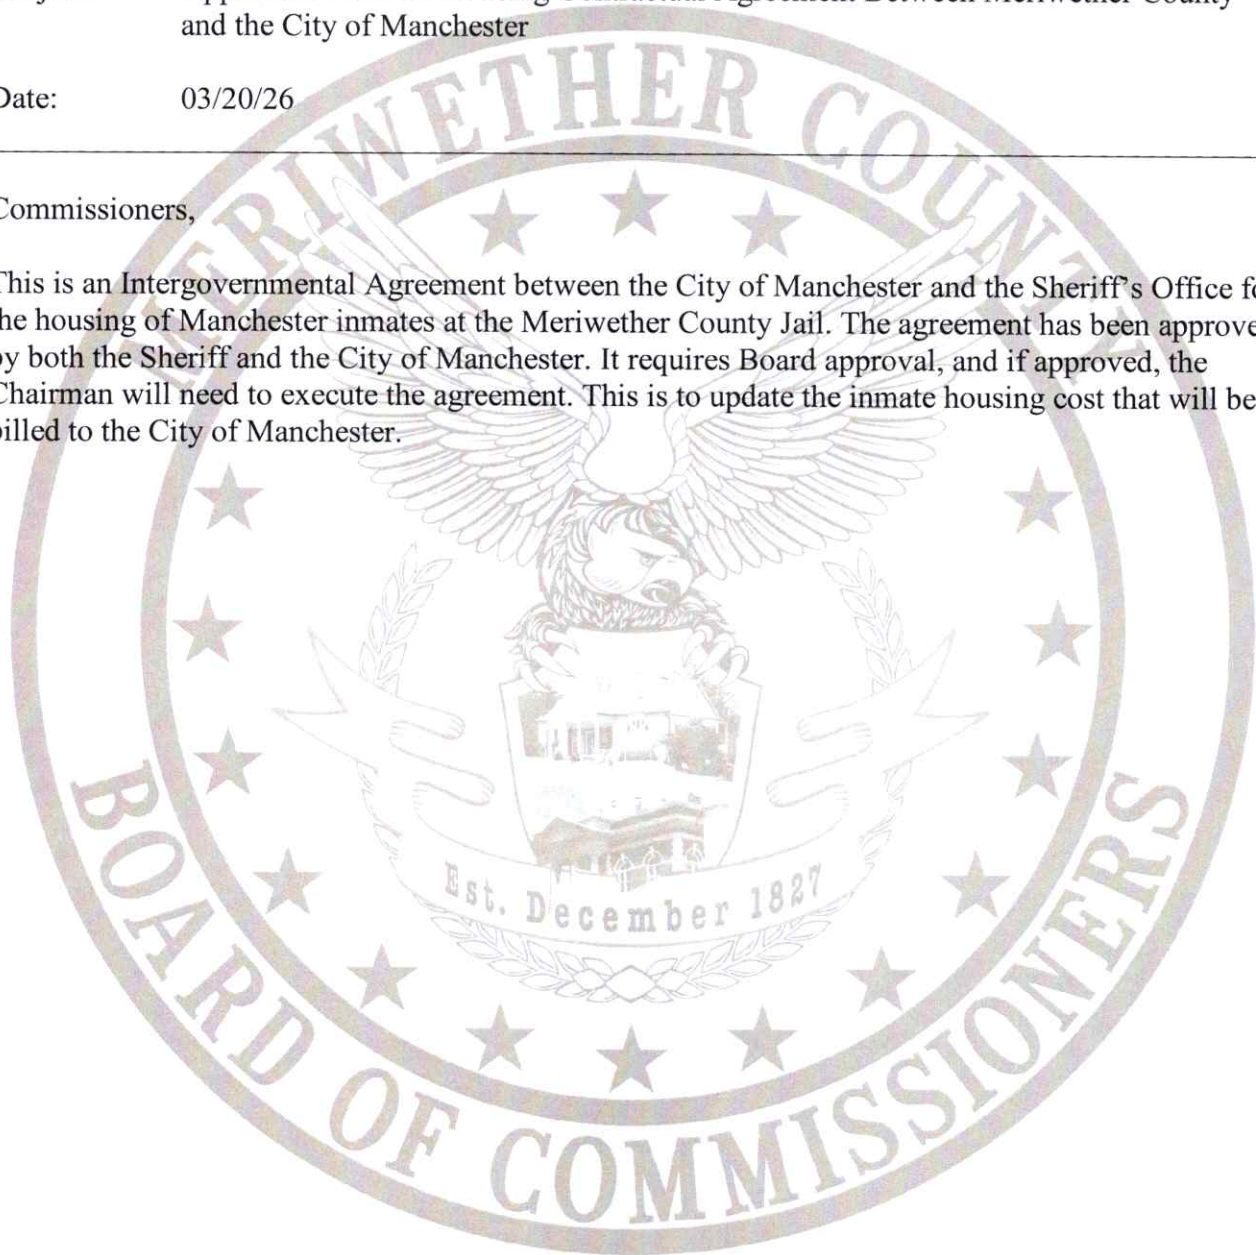 and the City of Manchester
Date: 03/20/26
Commissioners,
This is an Intergovernmental Agreement between the City of Manchester and the Sheriff's Office fo
the housing of Manchester inmates at the Meriwether County Jail. The agreement has been approve
by both the Sheriff and the City of Manchester. It requires Board approval, and if approved, the
Chairman will need to execute the agreement. This is to update the inmate housing cost that will be
billed to the City of Manchester.
MERIWETHER COUNTY
Est. December 1827
BOARD OF COMMISSIONERS